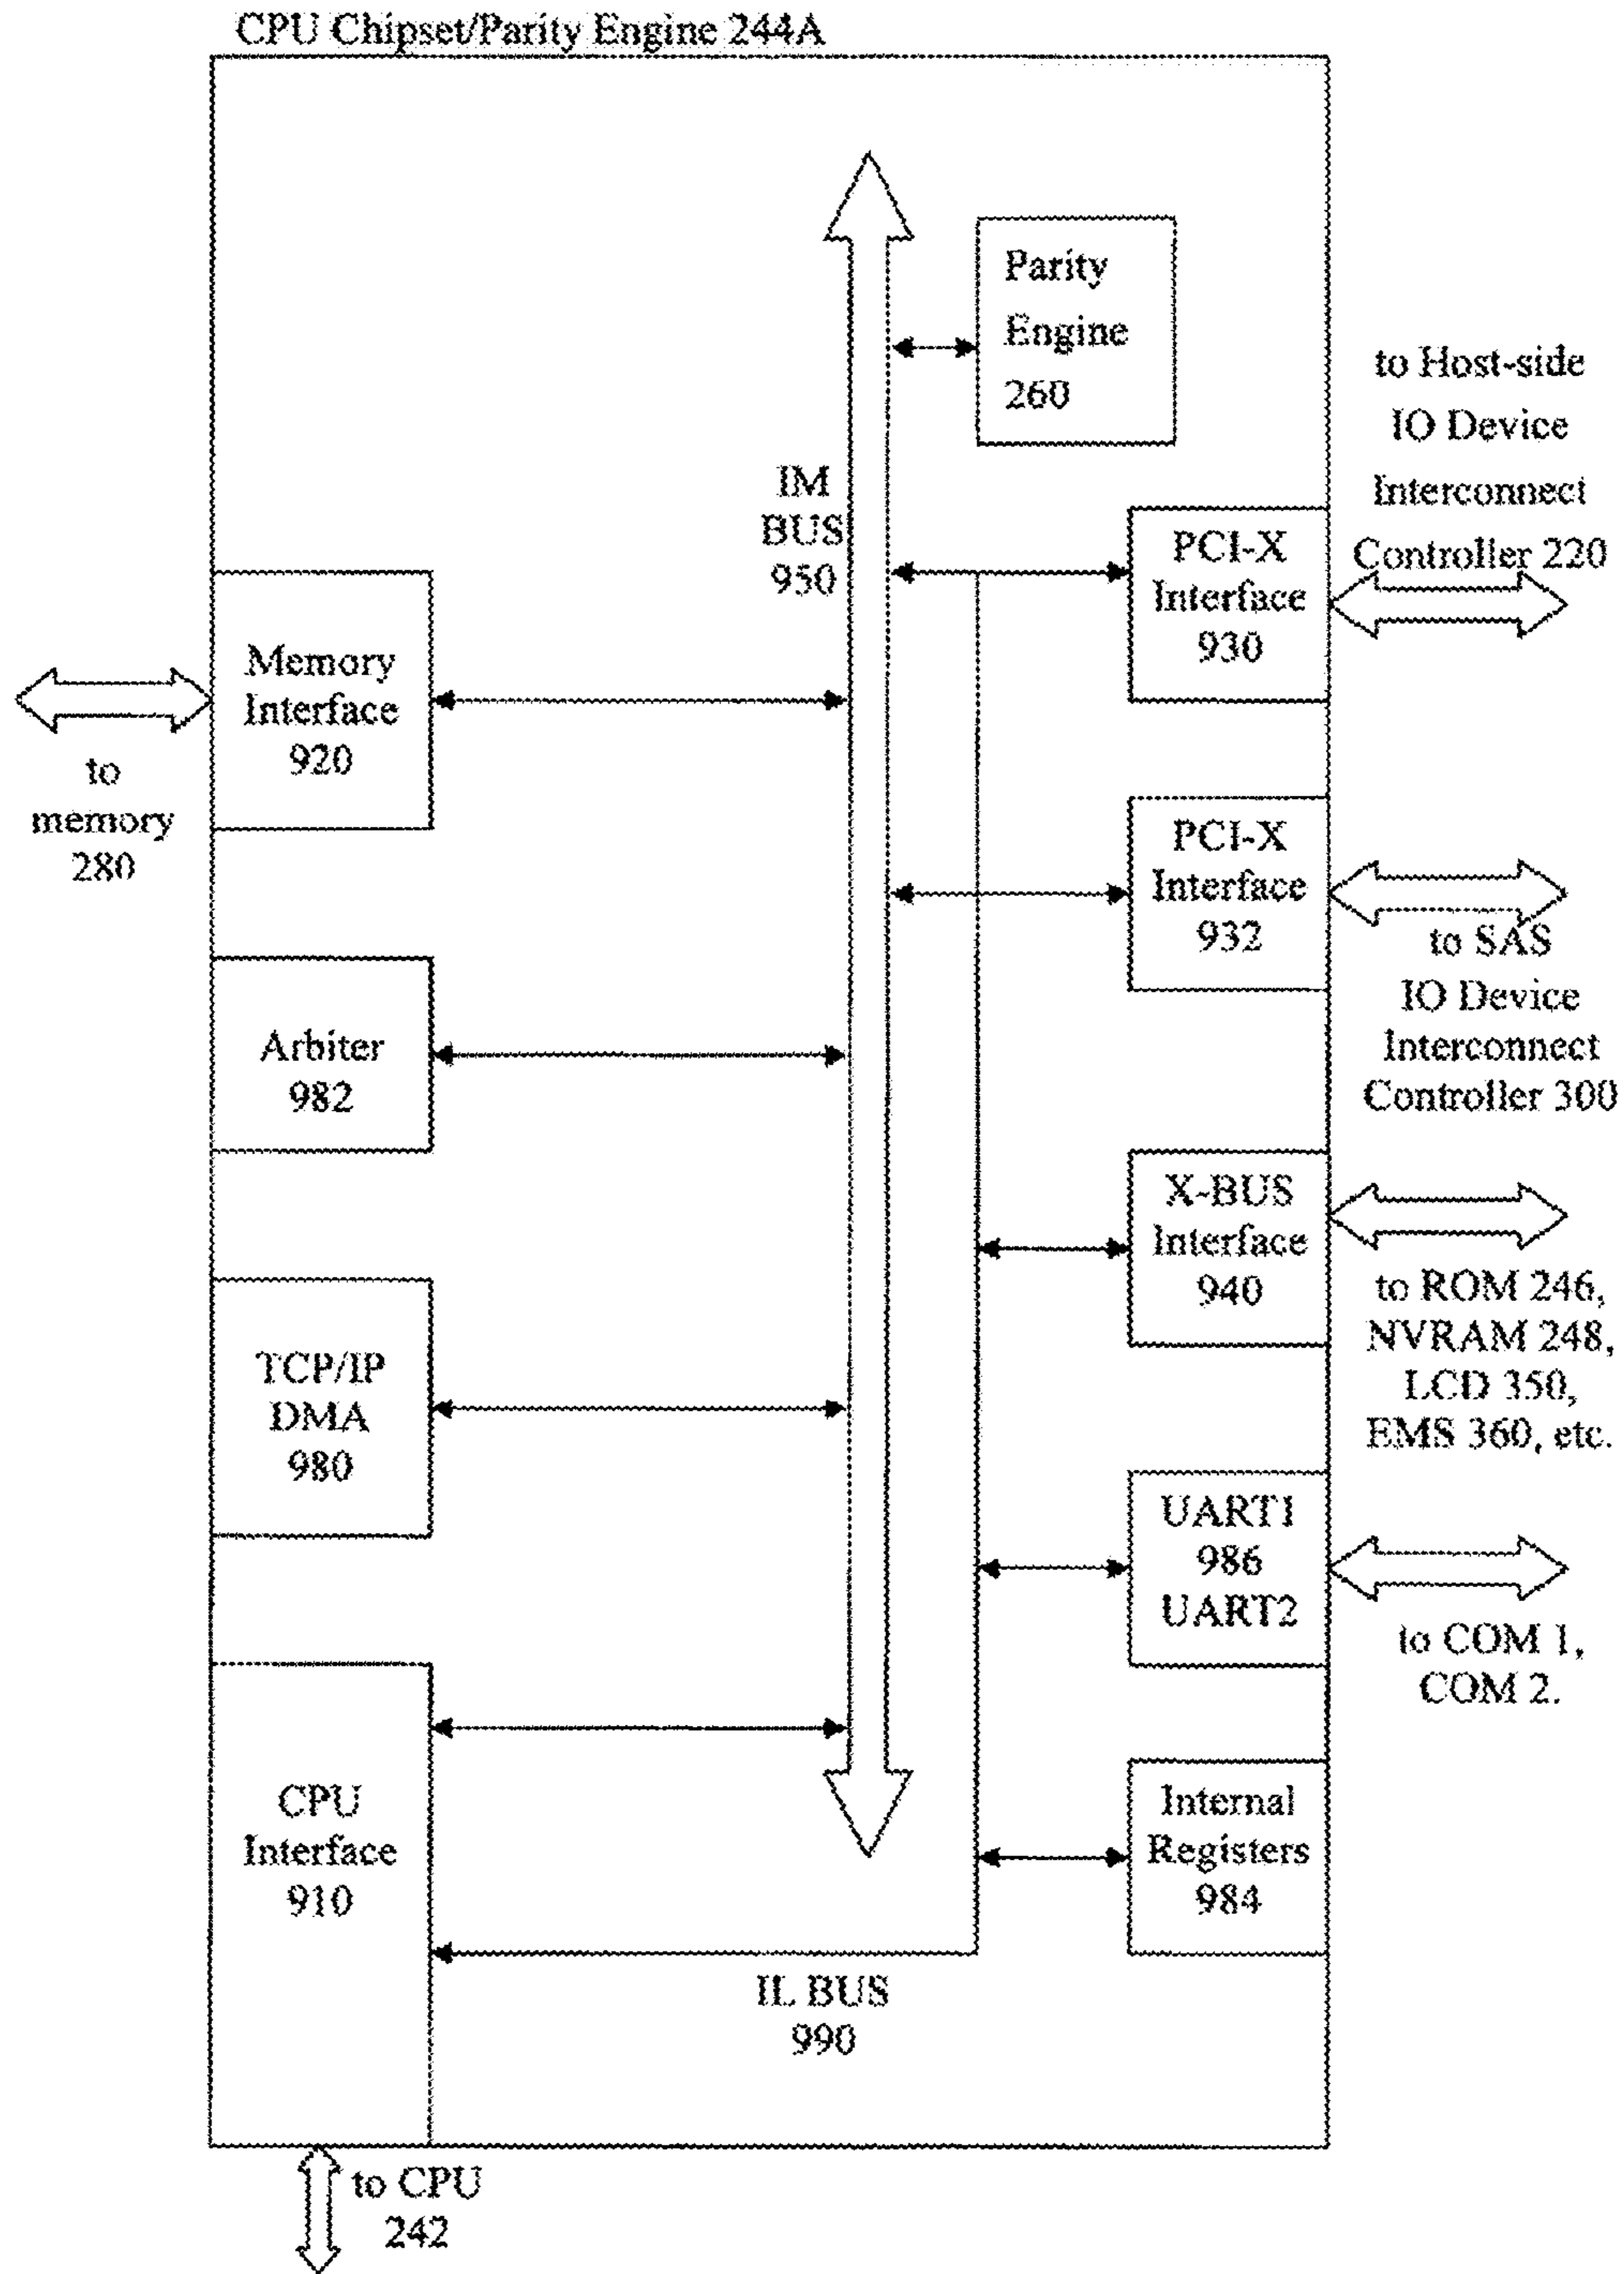 CPU Chipset/Parity Engine 244A
Parity
Engine
260
to Host-side
IO Device
Interconnect
Controller 220
IM
BUS
950
PCI-X
Interface
930
Memory
Interface
920
to
memory
280
PCI-X
Interface
932
to SAS
IO Device
Interconnect
Controller 300
Arbiter
982
X-BUS
Interface
940
to ROM 246,
NVRAM 248,
LCD 350,
EMS 360, etc.
TCP/IP
DMA
980
UART1
986
UART2
to COM 1,
COM 2.
CPU
Interface
910
Internal
Registers
984
IL BUS
990
to CPU
242